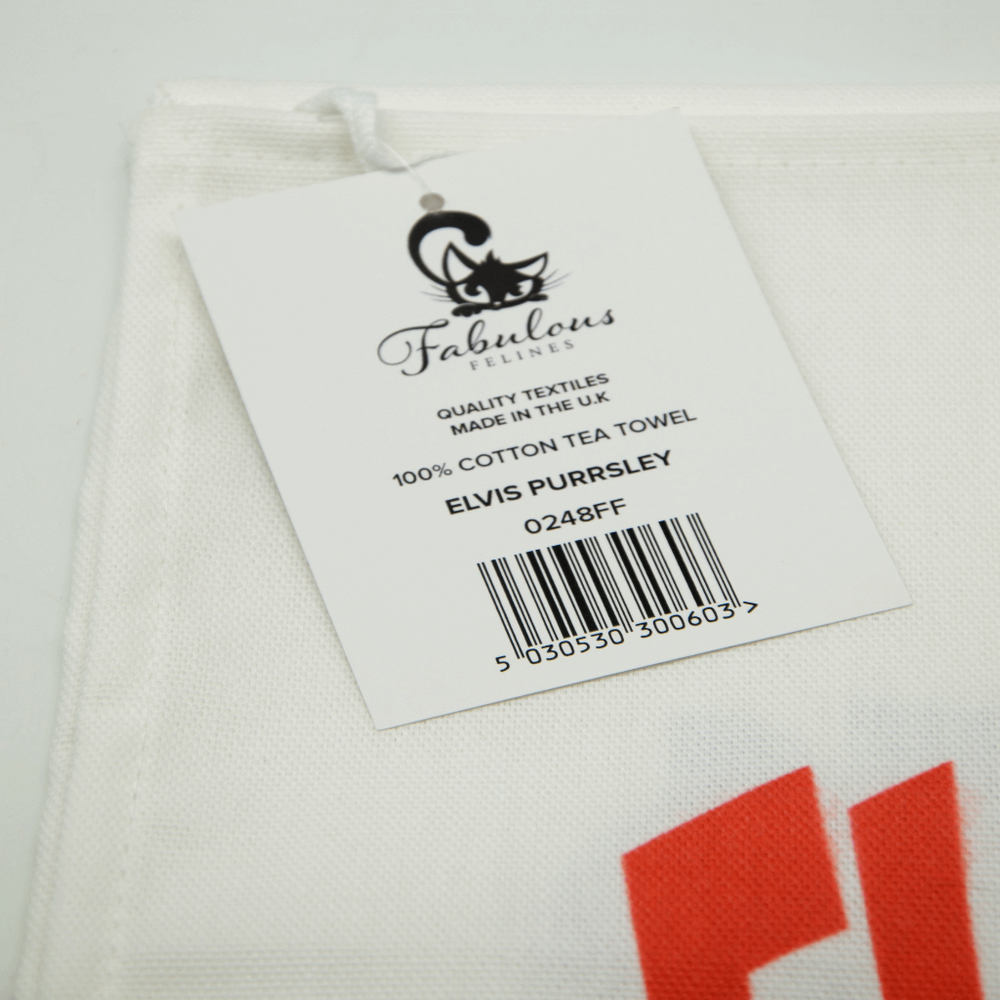 Fabulous
FELINES
QUALITY TEXTILES
MADE IN THE U.K
100% COTTON TEA TOWEL
ELVIS PURRSLEY
0248FF
5 030530 300603 >